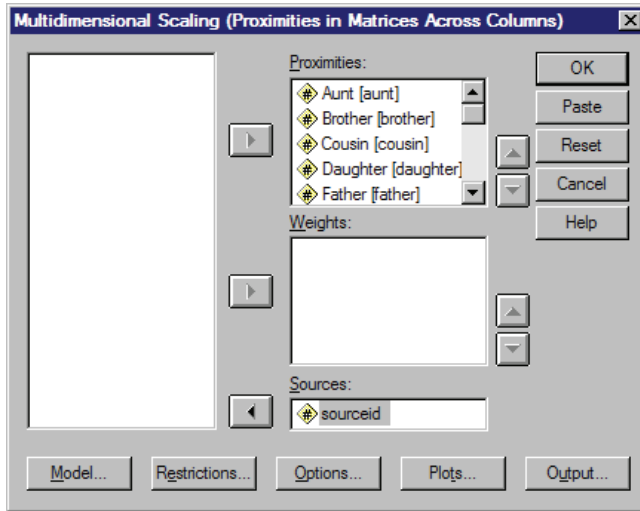 Multidimensional Scaling (Proximities in Matrices Across Columns)
Proximities:
Aunt [aunt]
Brother [brother]
Cousin [cousin]
Daughter [daughter]
Father [father]
Weights:
Sources:
sourceid
OK
Paste
Reset
Cancel
Help
Model...
Restrictions...
Options...
Plots...
Output...